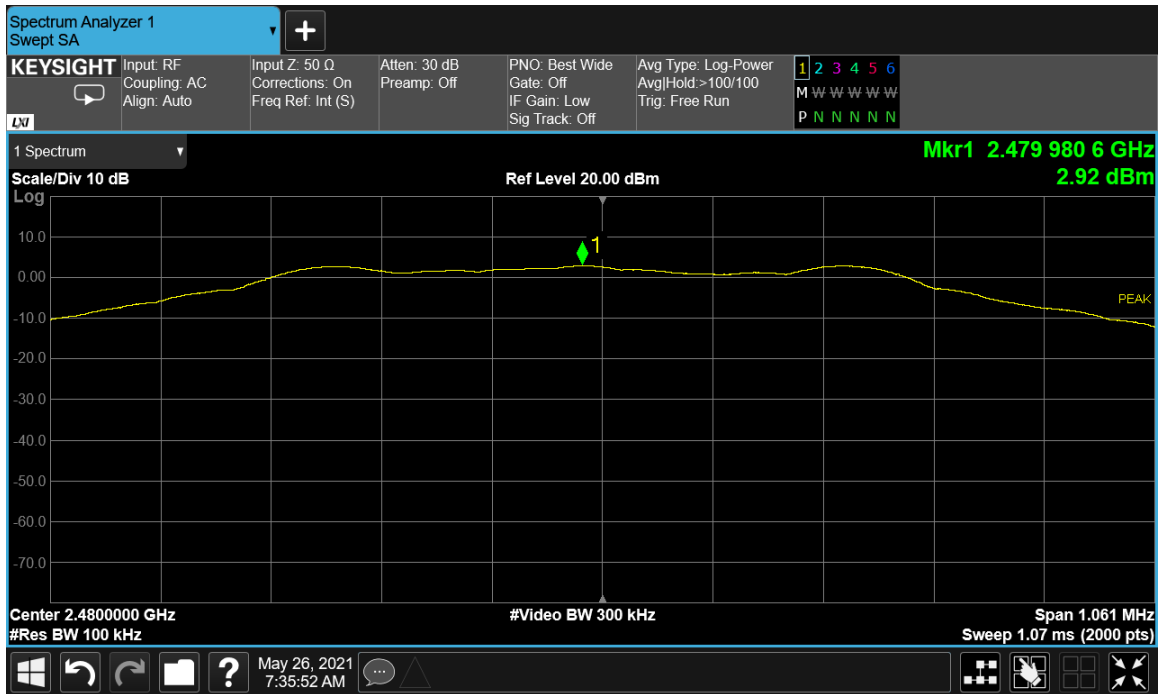 Spectrum Analyzer 1
Swept SA
▼
+
KEYSIGHT
LXI
Input: RF
Coupling: AC
Align: Auto
Input Z: 50 Ω
Corrections: On
Freq Ref: Int (S)
Atten: 30 dB
Preamp: Off
PNO: Best Wide
Gate: Off
IF Gain: Low
Sig Track: Off
Avg Type: Log-Power
Avg|Hold:>100/100
Trig: Free Run
1 2 3 4 5 6
M W W W W W
P N N N N N
1 Spectrum ▼
Mkr1 2.479 980 6 GHz
2.92 dBm
Scale/Div 10 dB
Ref Level 20.00 dBm
Log
10.0
0.00
-10.0
-20.0
-30.0
-40.0
-50.0
-60.0
-70.0
1
PEAK
Center 2.4800000 GHz
#Video BW 300 kHz
Span 1.061 MHz
#Res BW 100 kHz
Sweep 1.07 ms (2000 pts)
?
May 26, 2021
7:35:52 AM